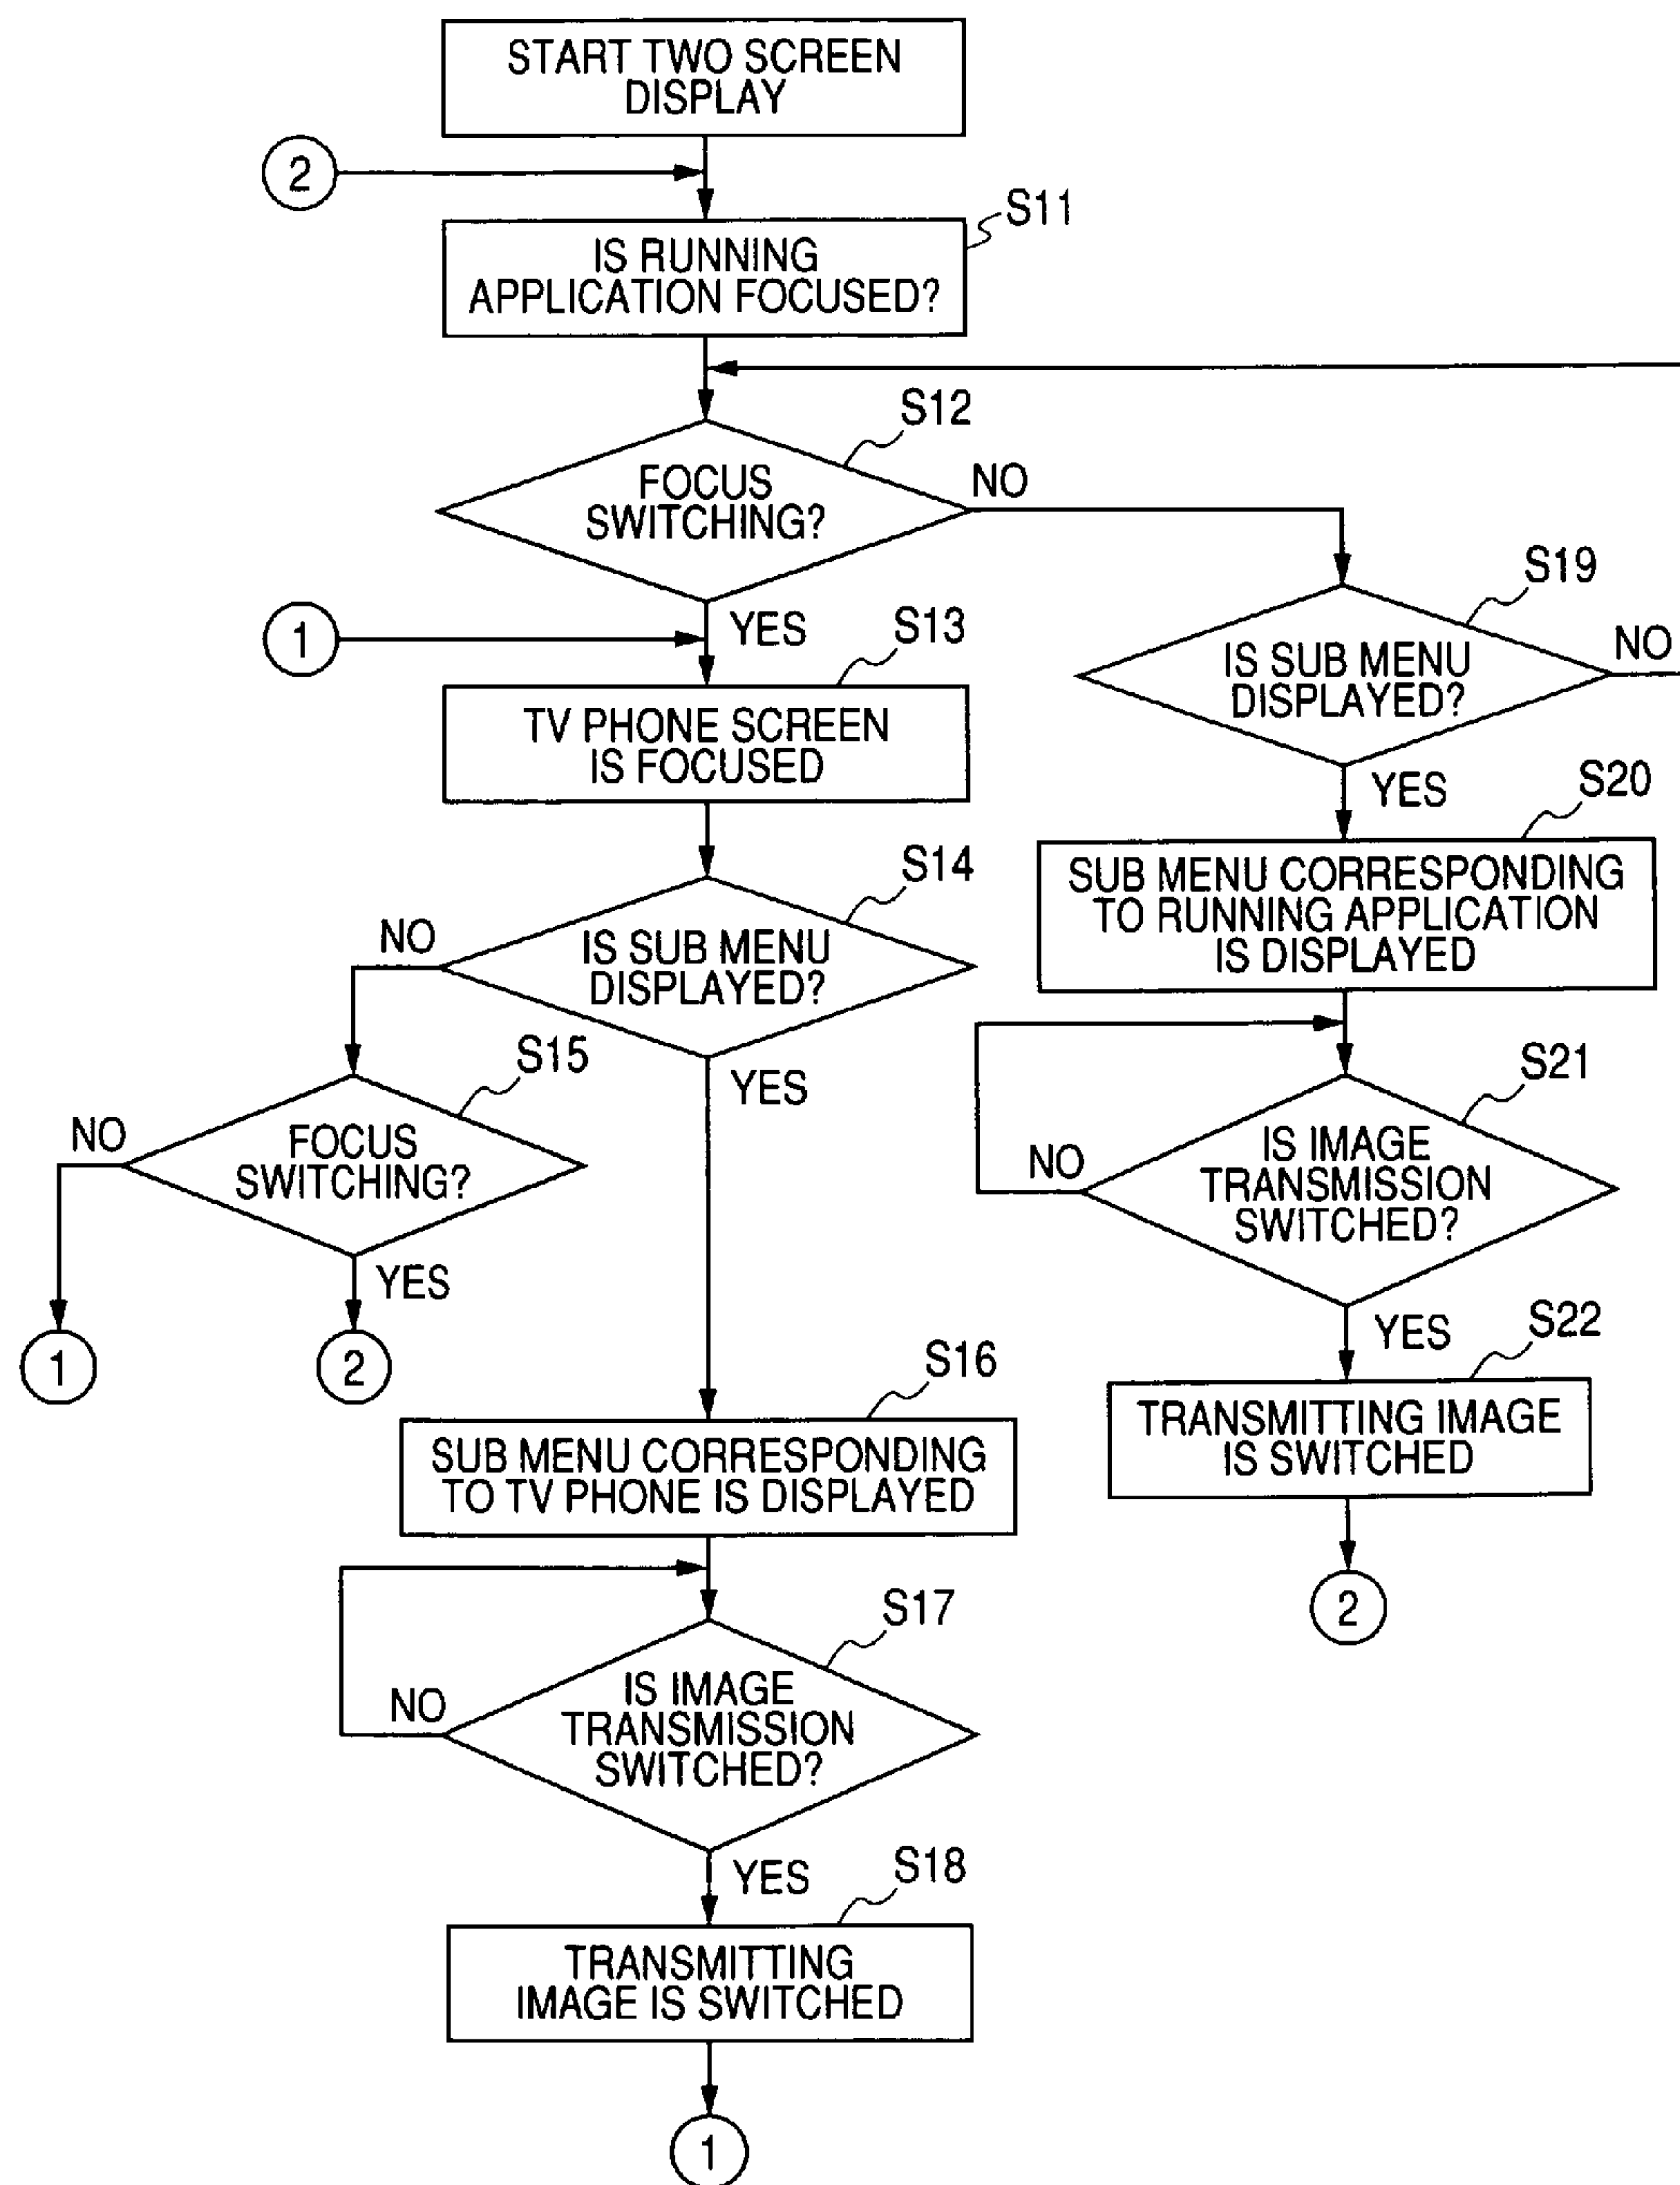 START TWO SCREEN
DISPLAY
2
S11
IS RUNNING
APPLICATION FOCUSED?
S12
FOCUS
SWITCHING?
NO
YES
1
S13
TV PHONE SCREEN
IS FOCUSED
S14
IS SUB MENU
DISPLAYED?
NO
YES
S15
FOCUS
SWITCHING?
NO
YES
1
2
S16
SUB MENU CORRESPONDING
TO TV PHONE IS DISPLAYED
S17
IS IMAGE
TRANSMISSION
SWITCHED?
NO
YES
S18
TRANSMITTING
IMAGE IS SWITCHED
1
S19
IS SUB MENU
DISPLAYED?
NO
YES
S20
SUB MENU CORRESPONDING
TO RUNNING APPLICATION
IS DISPLAYED
S21
IS IMAGE
TRANSMISSION
SWITCHED?
NO
YES
S22
TRANSMITTING IMAGE
IS SWITCHED
2